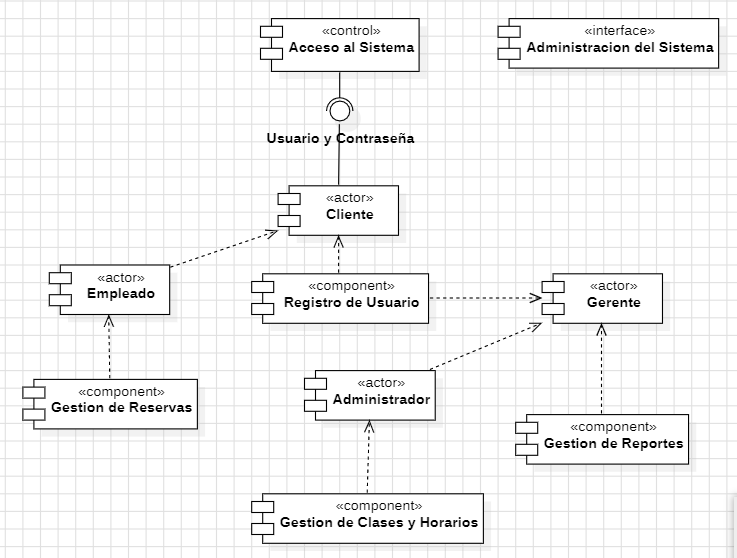 «control»
Acceso al Sistema
«interface»
Administracion del Sistema
Usuario y Contraseña
«actor»
Cliente
«actor»
Empleado
«component»
Registro de Usuario
«actor»
Gerente
«component»
Gestion de Reservas
«actor»
Administrador
«component»
Gestion de Reportes
«component»
Gestion de Clases y Horarios